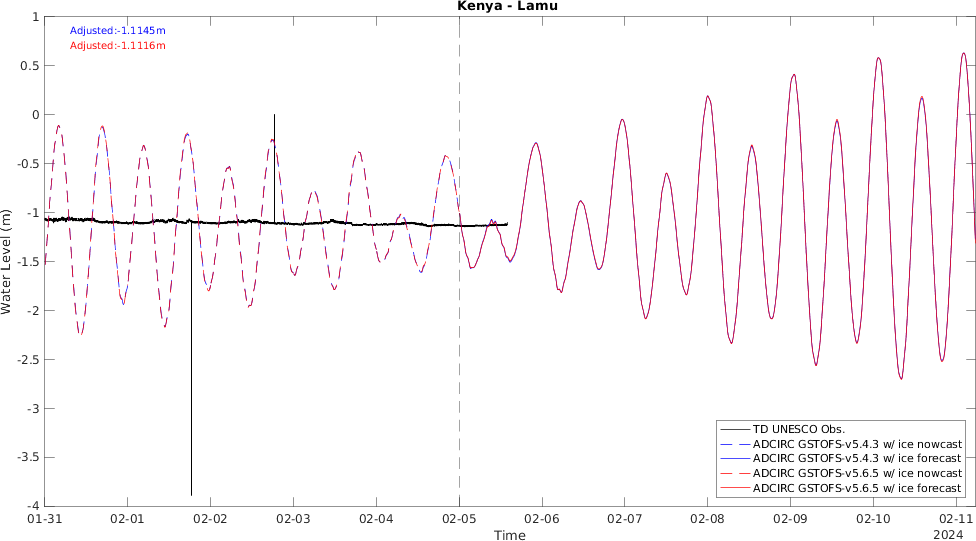 Kenya - Lamu
Adjusted:-1.1145m
Adjusted:-1.1116m
Water Level (m)
1
0.5
0
-0.5
-1
-1.5
-2
-2.5
-3
-3.5
-4
TD UNESCO Obs.
ADCIRC GSTOFS-v5.4.3 w/ ice nowcast
ADCIRC GSTOFS-v5.4.3 w/ ice forecast
ADCIRC GSTOFS-v5.6.5 w/ ice nowcast
ADCIRC GSTOFS-v5.6.5 w/ ice forecast
01-31 02-01 02-02 02-03 02-04 02-05 02-06 02-07 02-08 02-09 02-10 02-11
Time
2024